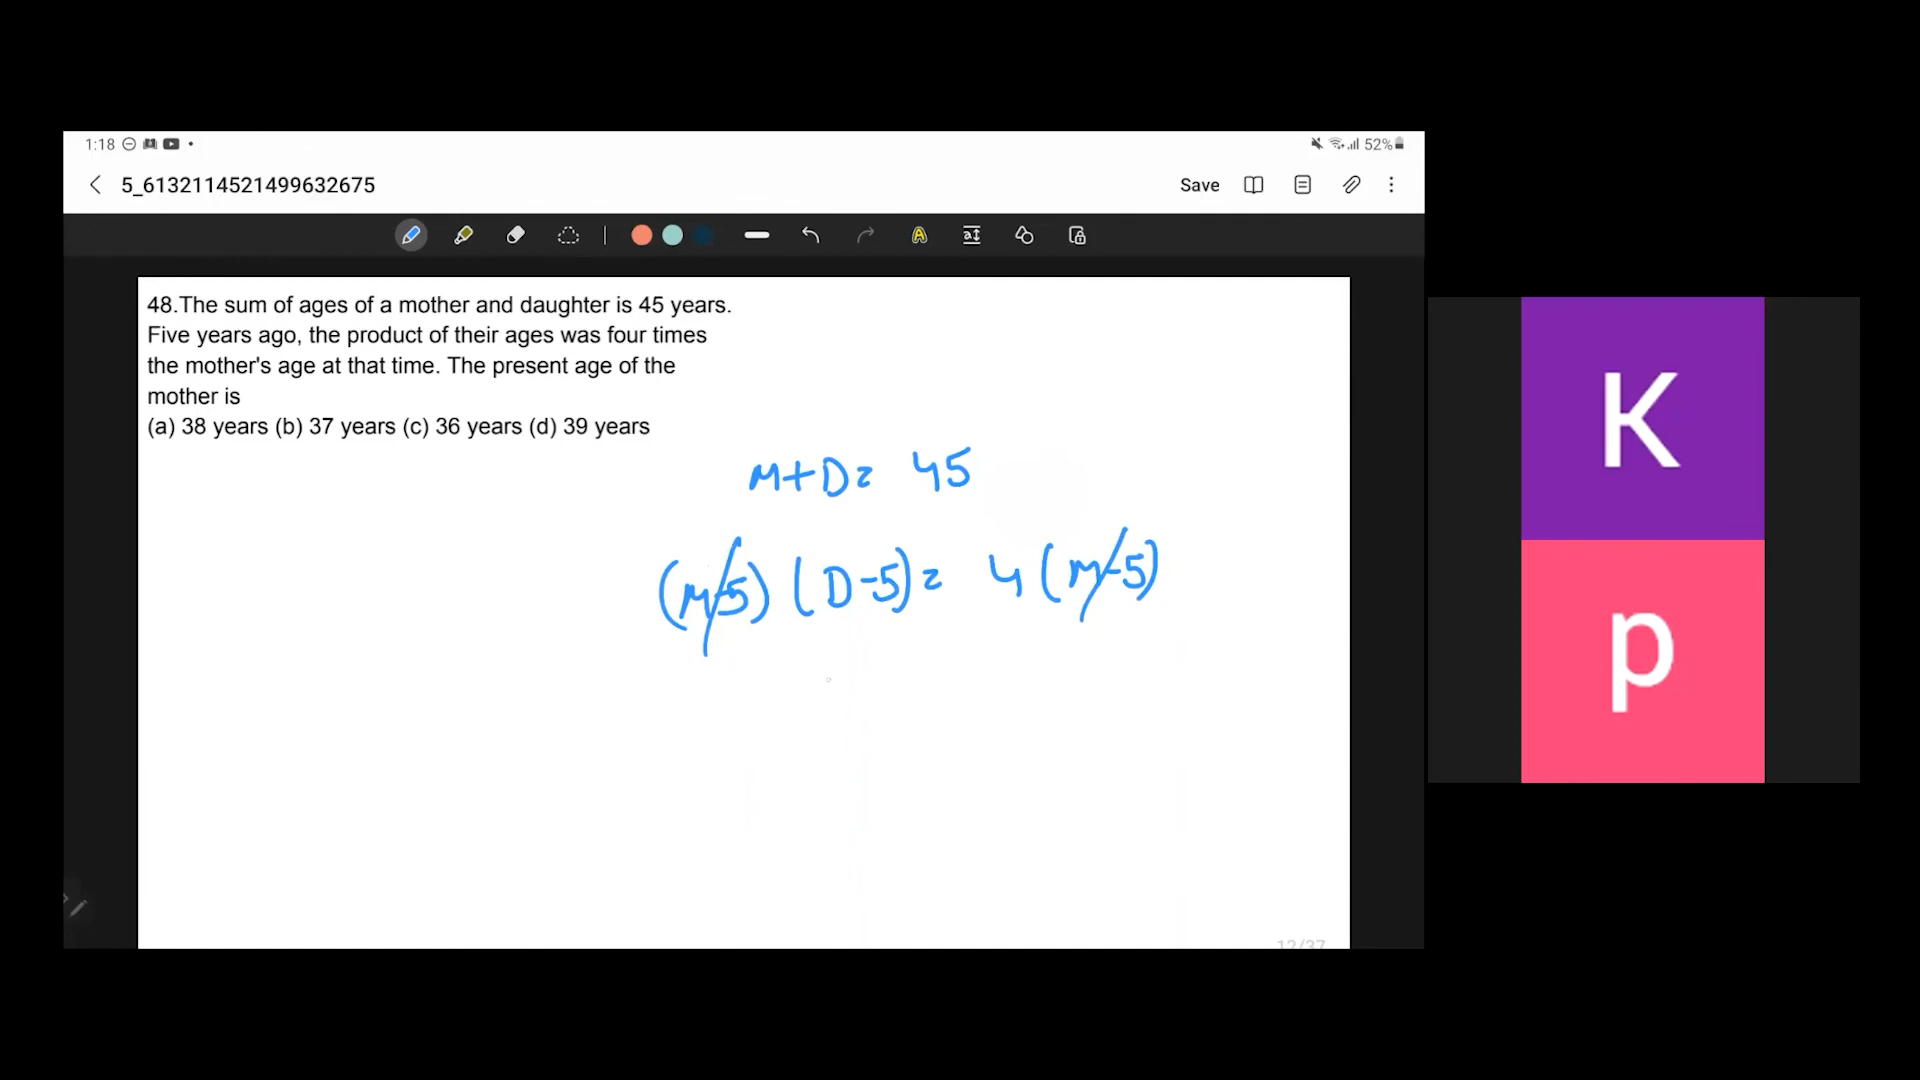 1:18
52%
5_6132114521499632675
Save
48.The sum of ages of a mother and daughter is 45 years.
Five years ago, the product of their ages was four times
the mother's age at that time. The present age of the
mother is
(a) 38 years (b) 37 years (c) 36 years (d) 39 years
M+D= 45
(M-5) (D-5)= 4 (M-5)
12/37
K
p